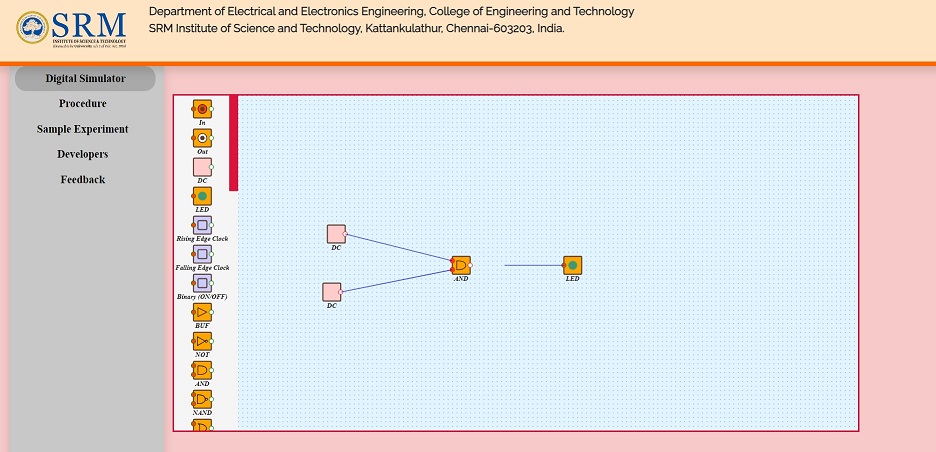 SRM
INSTITUTE OF SCIENCE & TECHNOLOGY
Department of Electrical and Electronics Engineering, College of Engineering and Technology
SRM Institute of Science and Technology, Kattankulathur, Chennai-603203, India.
Digital Simulator
Procedure
Sample Experiment
Developers
Feedback
In
Out
DC
LED
Rising Edge Clock
Falling Edge Clock
Binary (ON/OFF)
BUF
NOT
AND
NAND
DC
DC
AND
LED